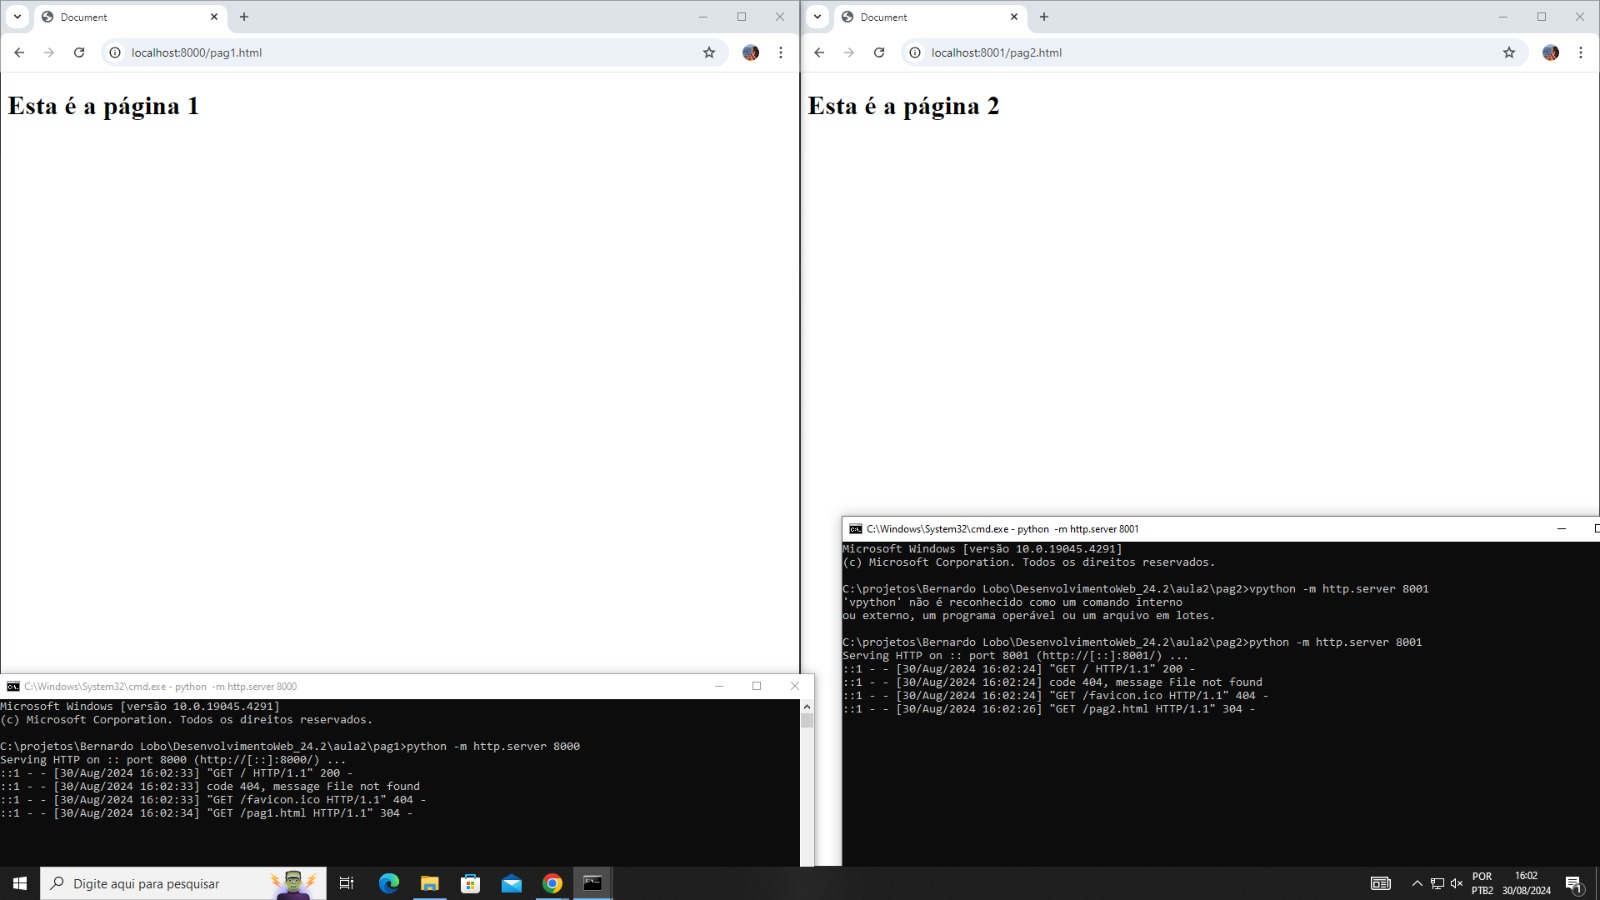 Document
localhost:8000/pag1.html
Esta é a página 1
Document
localhost:8001/pag2.html
Esta é a página 2
C:\Windows\System32\cmd.exe - python  -m http.server 8001
Microsoft Windows [versão 10.0.19045.4291]
(c) Microsoft Corporation. Todos os direitos reservados.
C:\projetos\Bernardo Lobo\DesenvolvimentoWeb_24.2\aula2\pag2>vpython -m http.server 8001
'vpython' não é reconhecido como um comando interno
ou externo, um programa operável ou um arquivo em lotes.
C:\projetos\Bernardo Lobo\DesenvolvimentoWeb_24.2\aula2\pag2>python -m http.server 8001
Serving HTTP on :: port 8001 (http://[::]:8001/) ...
::1 - - [30/Aug/2024 16:02:24] "GET / HTTP/1.1" 200 -
::1 - - [30/Aug/2024 16:02:24] code 404, message File not found
::1 - - [30/Aug/2024 16:02:24] "GET /favicon.ico HTTP/1.1" 404 -
::1 - - [30/Aug/2024 16:02:26] "GET /pag2.html HTTP/1.1" 304 -
C:\Windows\System32\cmd.exe - python  -m http.server 8000
Microsoft Windows [versão 10.0.19045.4291]
(c) Microsoft Corporation. Todos os direitos reservados.
C:\projetos\Bernardo Lobo\DesenvolvimentoWeb_24.2\aula2\pag1>python -m http.server 8000
Serving HTTP on :: port 8000 (http://[::]:8000/) ...
::1 - - [30/Aug/2024 16:02:33] "GET / HTTP/1.1" 200 -
::1 - - [30/Aug/2024 16:02:33] code 404, message File not found
::1 - - [30/Aug/2024 16:02:33] "GET /favicon.ico HTTP/1.1" 404 -
::1 - - [30/Aug/2024 16:02:34] "GET /pag1.html HTTP/1.1" 304 -
Digite aqui para pesquisar
POR
PTB2
16:02
30/08/2024
1